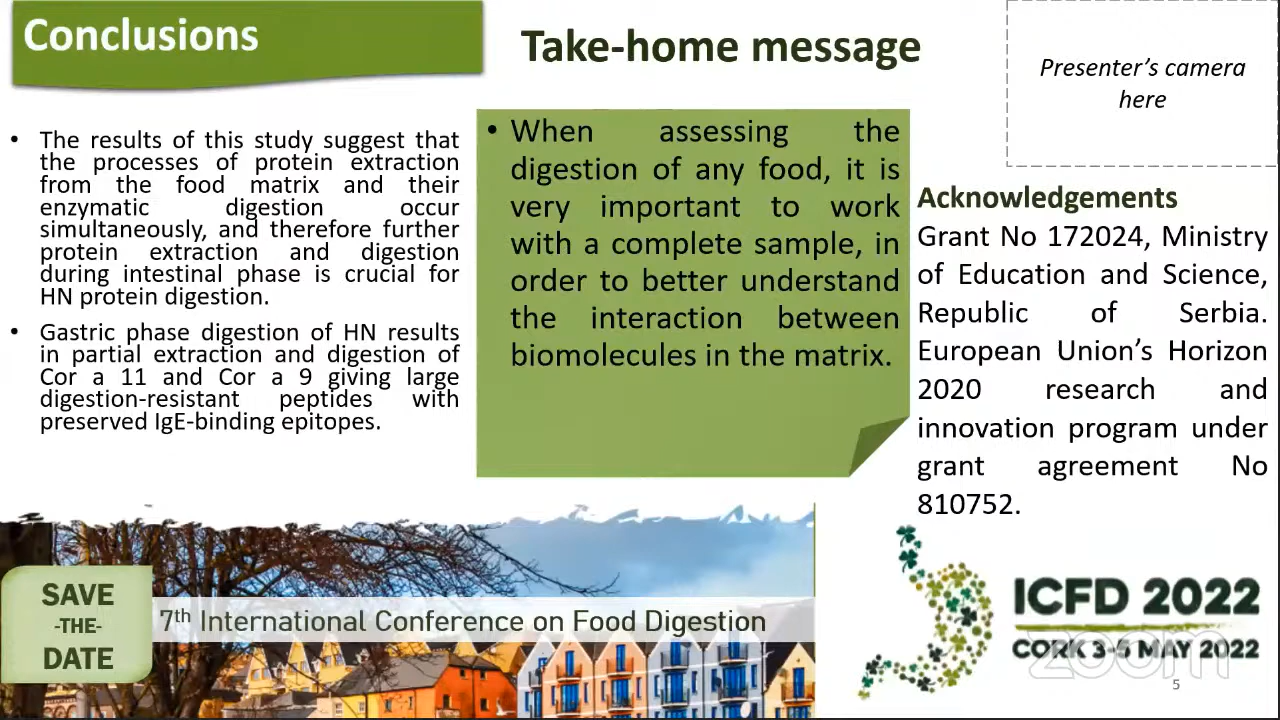 Conclusions
Take-home message
Presenter's camera
here
• The results of this study suggest that
the processes of protein extraction
from the food matrix and their
enzymatic digestion occur
simultaneously, and therefore further
protein extraction and digestion
during intestinal phase is crucial for
HN protein digestion.
• Gastric phase digestion of HN results
in partial extraction and digestion of
Cor a 11 and Cor a 9 giving large
digestion-resistant peptides with
preserved IgE-binding epitopes.
• When assessing the
digestion of any food, it is
very important to work
with a complete sample, in
order to better understand
the interaction between
biomolecules in the matrix.
Acknowledgements
Grant No 172024, Ministry
of Education and Science,
Republic of Serbia.
European Union's Horizon
2020 research and
innovation program under
grant agreement No
810752.
SAVE
-THE-
DATE
7th International Conference on Food Digestion
ICFD 2022
CORK 3-5 MAY 2022
zoom
5